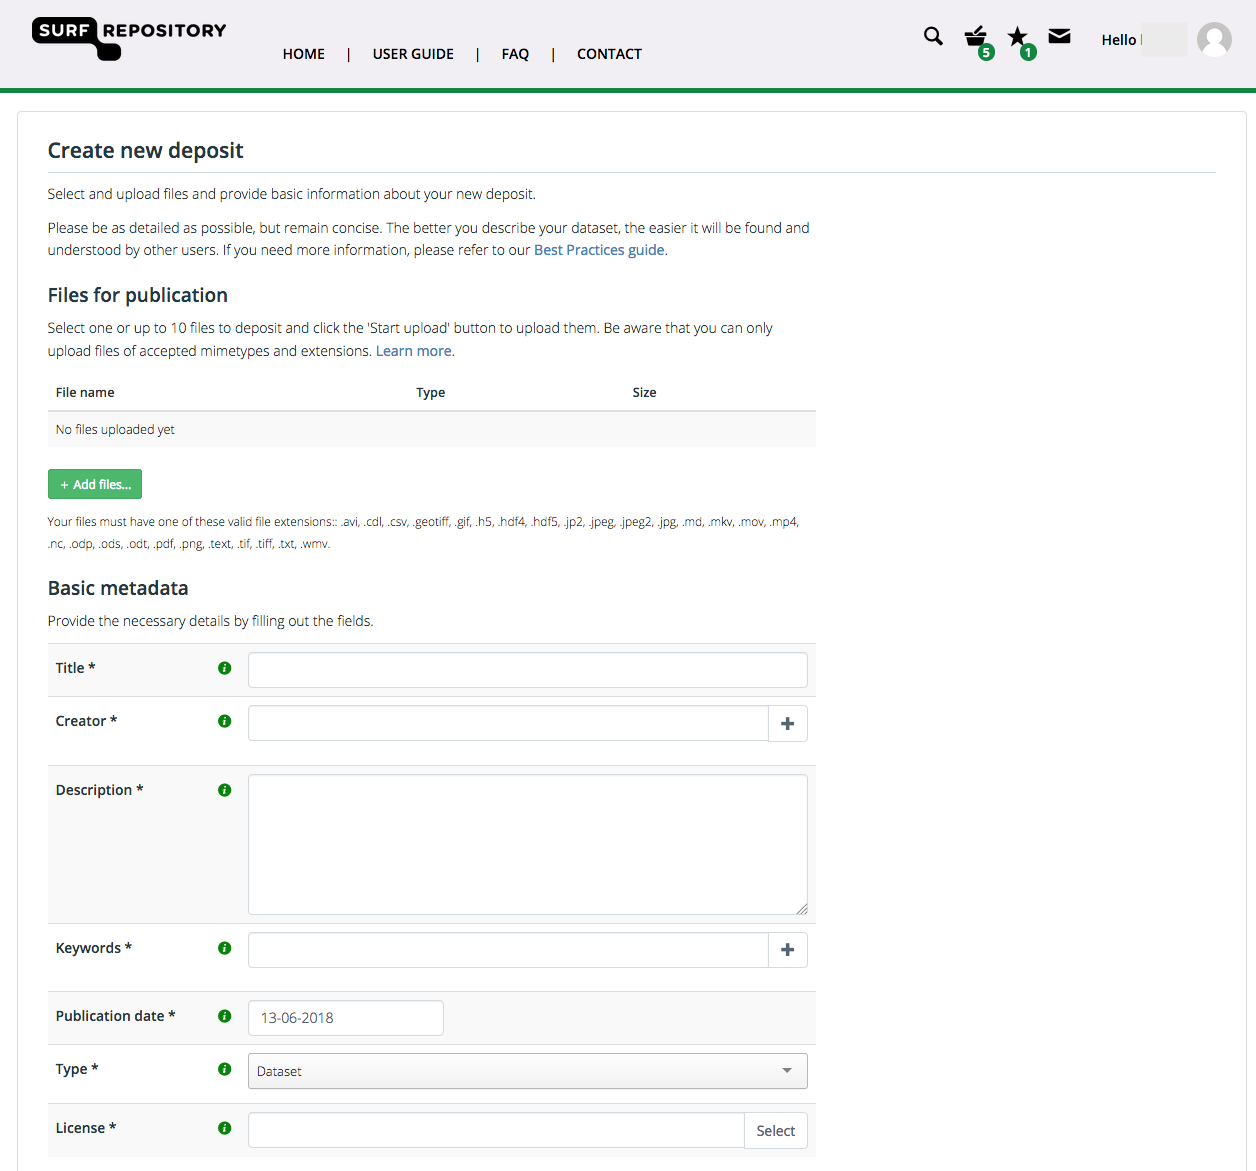 SURF REPOSITORY
HOME | USER GUIDE | FAQ | CONTACT
5
1
Hello
Create new deposit
Select and upload files and provide basic information about your new deposit.
Please be as detailed as possible, but remain concise. The better you describe your dataset, the easier it will be found and
understood by other users. If you need more information, please refer to our Best Practices guide.
Files for publication
Select one or up to 10 files to deposit and click the 'Start upload' button to upload them. Be aware that you can only
upload files of accepted mimetypes and extensions. Learn more.
File name Type Size
No files uploaded yet
+ Add files...
Your files must have one of these valid file extensions:: .avi, .cdl, .csv, .geotiff, .gif, .h5, .hdf4, .hdf5, .jp2, .jpeg, .jpeg2, .jpg, .md, .mkv, .mov, .mp4,
.nc, .odp, .ods, .odt, .pdf, .png, .text, .tif, .tiff, .txt, .wmv.
Basic metadata
Provide the necessary details by filling out the fields.
Title *
Creator *
Description *
Keywords *
Publication date * 13-06-2018
Type * Dataset
License * Select